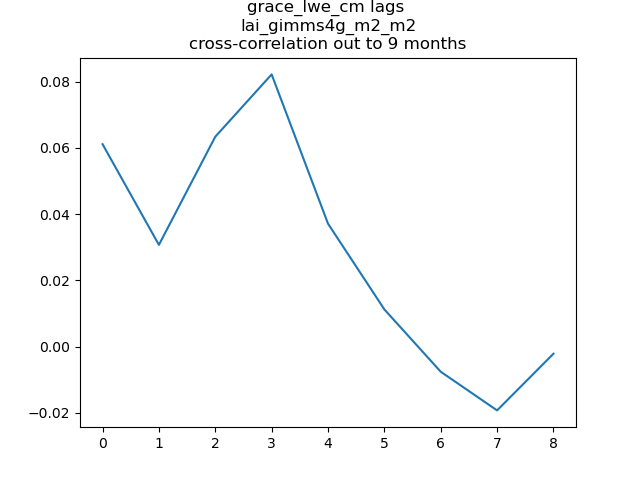 grace_lwe_cm lags
lai_gimms4g_m2_m2
cross-correlation out to 9 months
0.08
0.06
0.04
0.02
0.00
−0.02
0 1 2 3 4 5 6 7 8